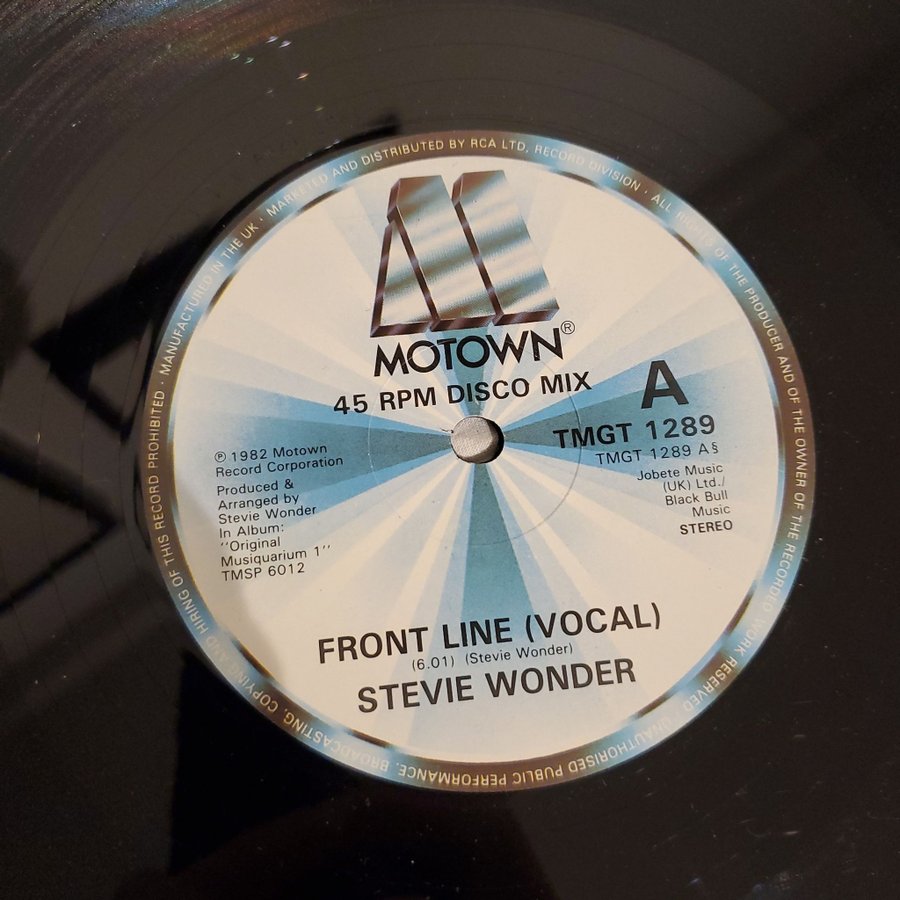 MANUFACTURED IN THE UK · MARKETED AND DISTRIBUTED BY RCA LTD, RECORD DIVISION · ALL RIGHTS OF THE PRODUCER AND OF THE OWNER OF THE RECORDED WORK RESERVED. UNAUTHORISED PUBLIC PERFORMANCE, BROADCASTING, COPYING AND HIRING OF THIS RECORD PROHIBITED ·
MOTOWN®
45 RPM DISCO MIX
A
TMGT 1289
TMGT 1289 A§
Jobete Music
(UK) Ltd./
Black Bull
Music
STEREO
℗ 1982 Motown
Record Corporation
Produced &
Arranged by
Stevie Wonder
In Album:
"Original
Musiquarium 1"
TMSP 6012
FRONT LINE (VOCAL)
(6.01) (Stevie Wonder)
STEVIE WONDER